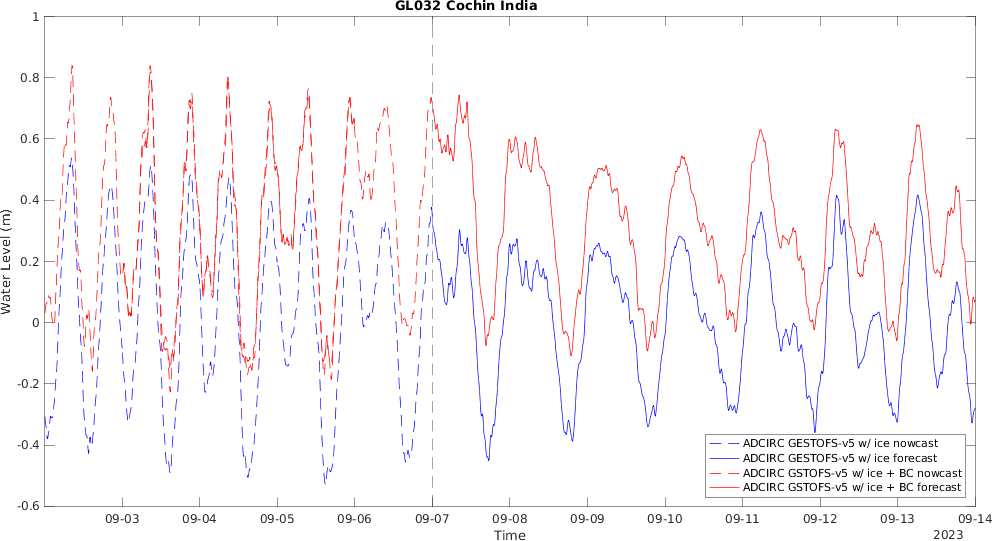 GL032 Cochin India
Water Level (m)
1
0.8
0.6
0.4
0.2
0
-0.2
-0.4
-0.6
ADCIRC GESTOFS-v5 w/ ice nowcast
ADCIRC GESTOFS-v5 w/ ice forecast
ADCIRC GSTOFS-v5 w/ ice + BC nowcast
ADCIRC GSTOFS-v5 w/ ice + BC forecast
09-03 09-04 09-05 09-06 09-07 09-08 09-09 09-10 09-11 09-12 09-13 09-14
Time
2023